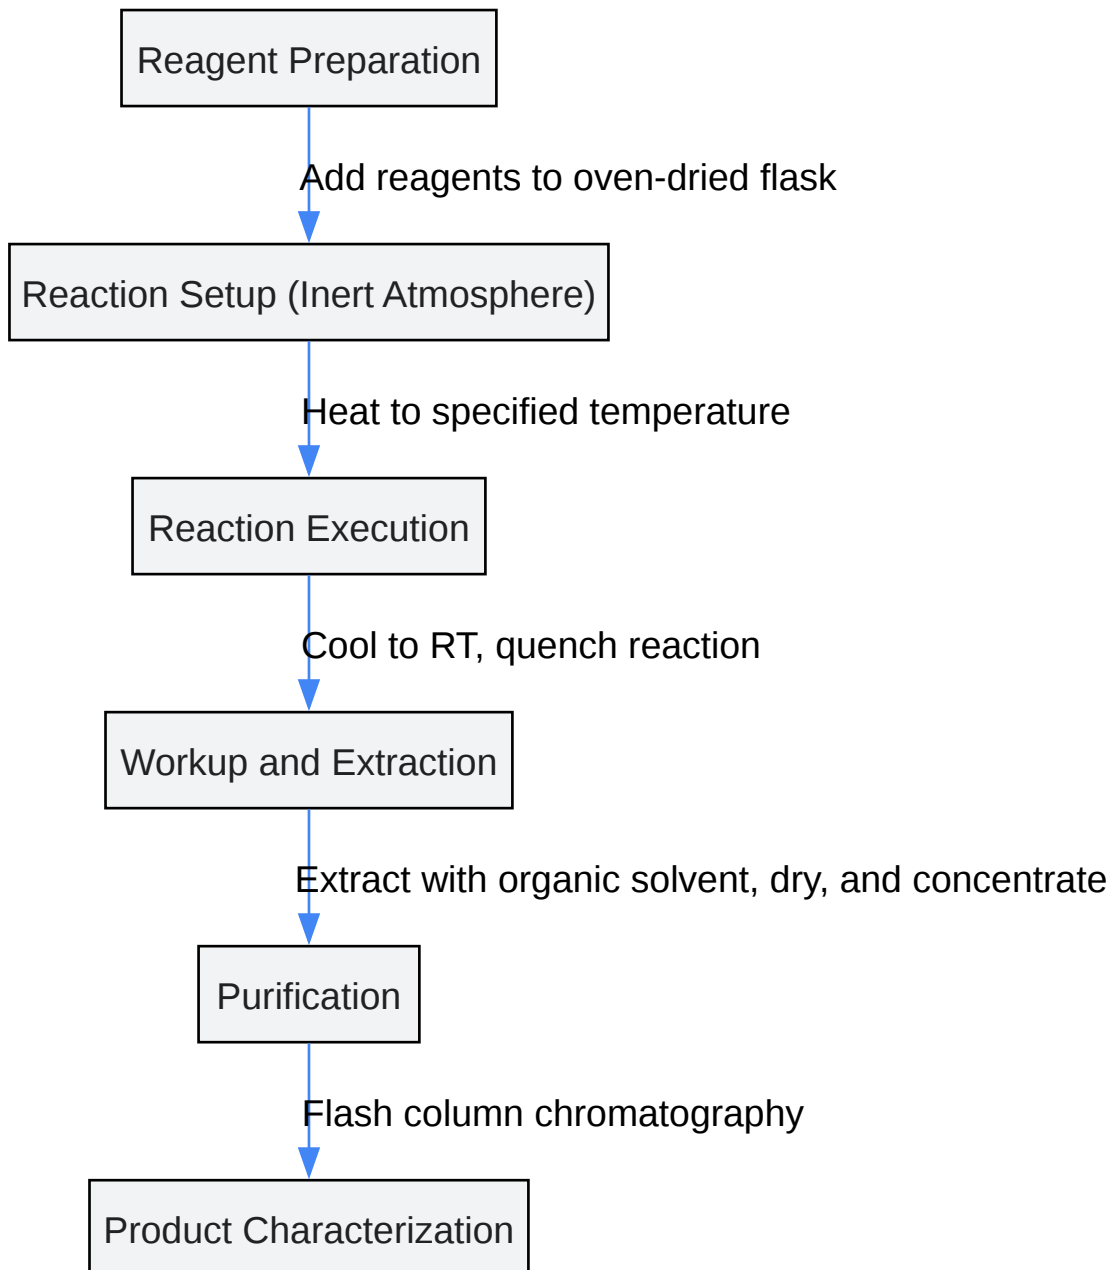 Reagent Preparation
Add reagents to oven-dried flask
Reaction Setup (Inert Atmosphere)
Heat to specified temperature
Reaction Execution
Cool to RT, quench reaction
Workup and Extraction
Extract with organic solvent, dry, and concentrate
Purification
Flash column chromatography
Product Characterization